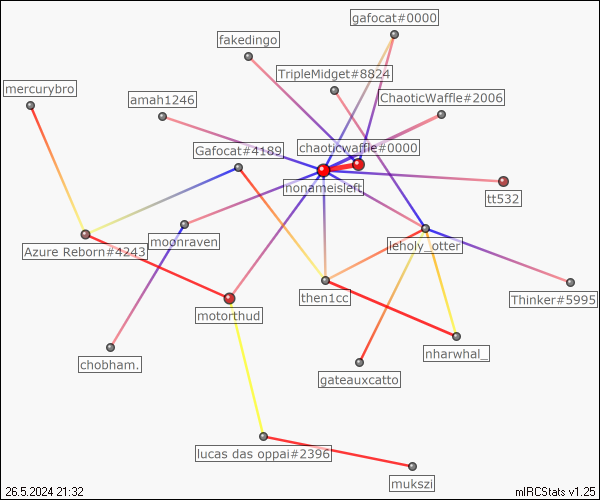 gafocat#0000
fakedingo
TripleMidget#8824
mercurybro
amah1246
ChaoticWaffle#2006
chaoticwaffle#0000
Gafocat#4189
nonameisleft
tt532
moonraven
leholy_otter
Azure Reborn#4243
then1cc
Thinker#5995
motorthud
nharwhal_
chobham.
gateauxcatto
lucas das oppai#2396
mukszi
26.5.2024 21:32
mIRCStats v1.25